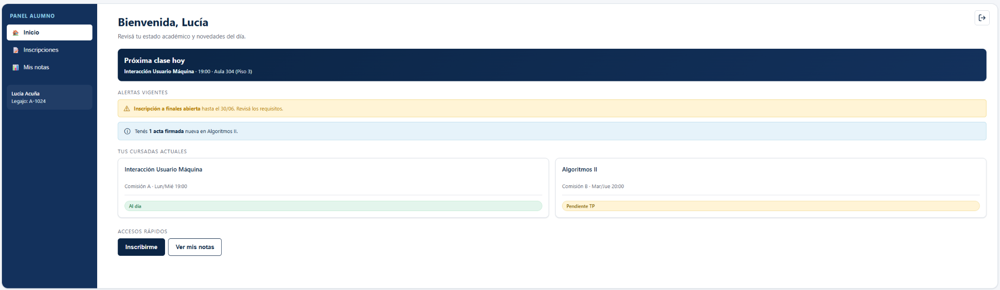 PANEL ALUMNO
Inicio
Inscripciones
Mis notas
Lucía Acuña
Legajo: A-1024
Bienvenida, Lucía
Revisá tu estado académico y novedades del día.
Próxima clase hoy
Interacción Usuario Máquina · 19:00 · Aula 304 (Piso 3)
ALERTAS VIGENTES
Inscripción a finales abierta hasta el 30/06. Revisá los requisitos.
Tenés 1 acta firmada nueva en Algoritmos II.
TUS CURSADAS ACTUALES
Interacción Usuario Máquina
Comisión A · Lun/Mié 19:00
Al día
Algoritmos II
Comisión B · Mar/Jue 20:00
Pendiente TP
ACCESOS RÁPIDOS
Inscribirme
Ver mis notas